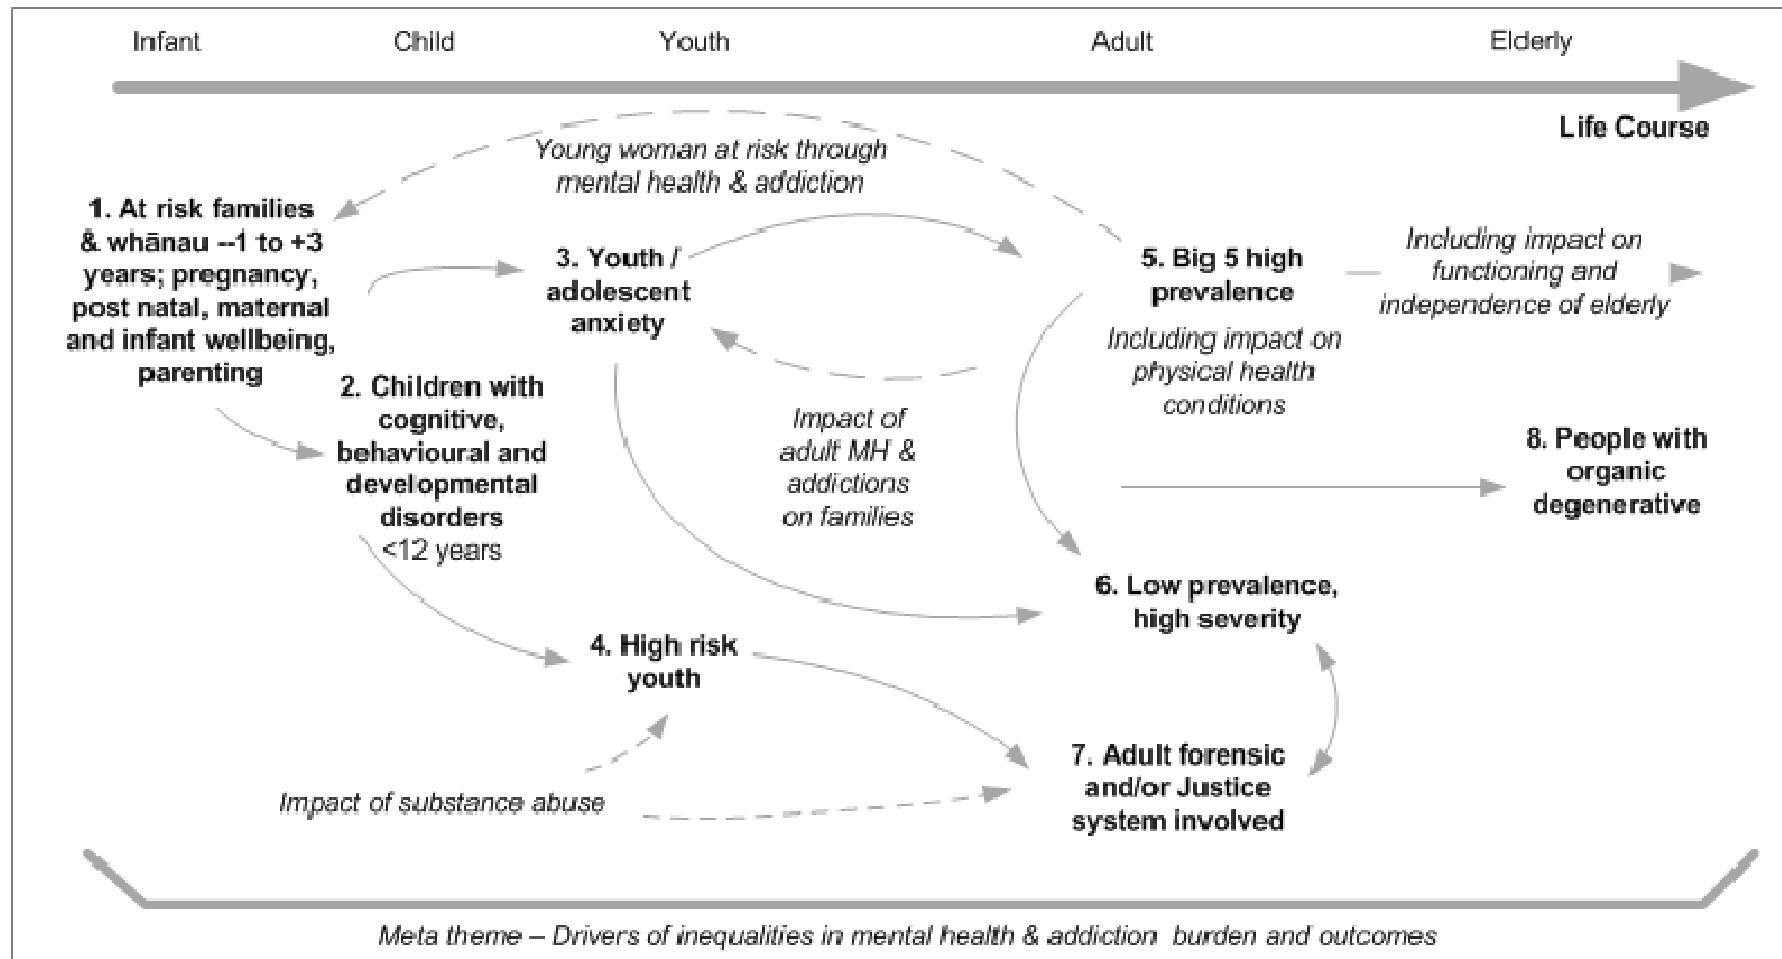 Infant
Child
Youth
Adult
Elderly
Life Course
Young woman at risk through
mental health & addiction
1. At risk families
& whānau --1 to +3
years; pregnancy,
post natal, maternal
and infant wellbeing,
parenting
2. Children with
cognitive,
behavioural and
developmental
disorders
<12 years
3. Youth /
adolescent
anxiety
Impact of
adult MH &
addictions
on families
4. High risk
youth
Impact of substance abuse
5. Big 5 high
prevalence
Including impact on
physical health
conditions
Including impact on
functioning and
independence of elderly
6. Low prevalence,
high severity
7. Adult forensic
and/or Justice
system involved
8. People with
organic
degenerative
Meta theme – Drivers of inequalities in mental health & addiction burden and outcomes